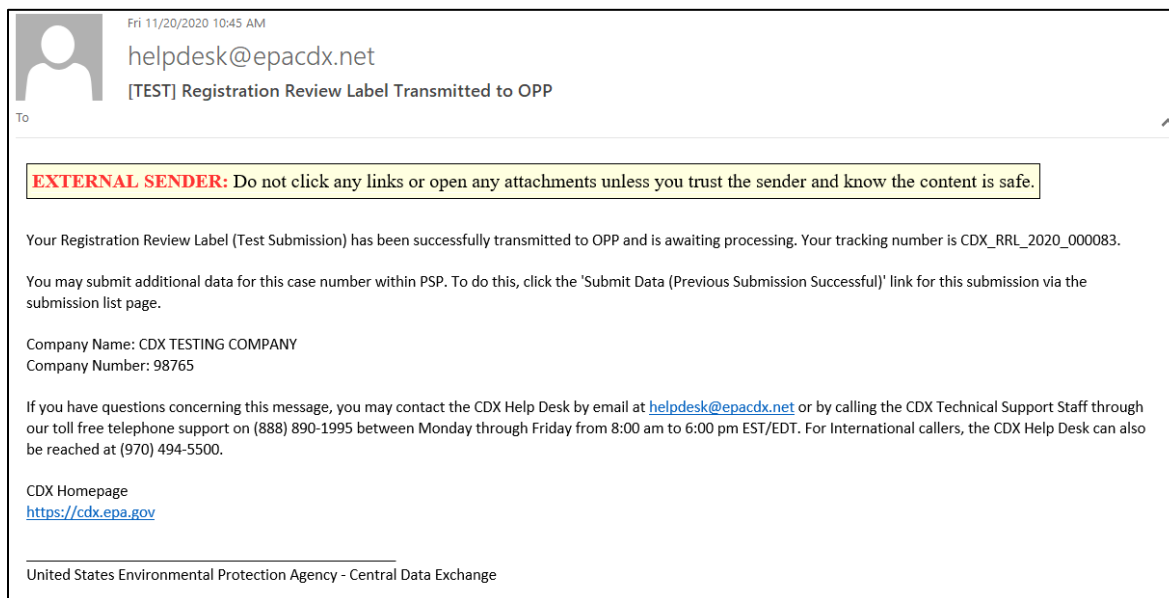 Fri 11/20/2020 10:45 AM
helpdesk@epacdx.net
[TEST] Registration Review Label Transmitted to OPP
To
EXTERNAL SENDER: Do not click any links or open any attachments unless you trust the sender and know the content is safe.
Your Registration Review Label (Test Submission) has been successfully transmitted to OPP and is awaiting processing. Your tracking number is CDX_RRL_2020_000083.
You may submit additional data for this case number within PSP. To do this, click the 'Submit Data (Previous Submission Successful)' link for this submission via the
submission list page.
Company Name: CDX TESTING COMPANY
Company Number: 98765
If you have questions concerning this message, you may contact the CDX Help Desk by email at helpdesk@epacdx.net or by calling the CDX Technical Support Staff through
our toll free telephone support on (888) 890-1995 between Monday through Friday from 8:00 am to 6:00 pm EST/EDT. For International callers, the CDX Help Desk can also
be reached at (970) 494-5500.
CDX Homepage
https://cdx.epa.gov
United States Environmental Protection Agency - Central Data Exchange